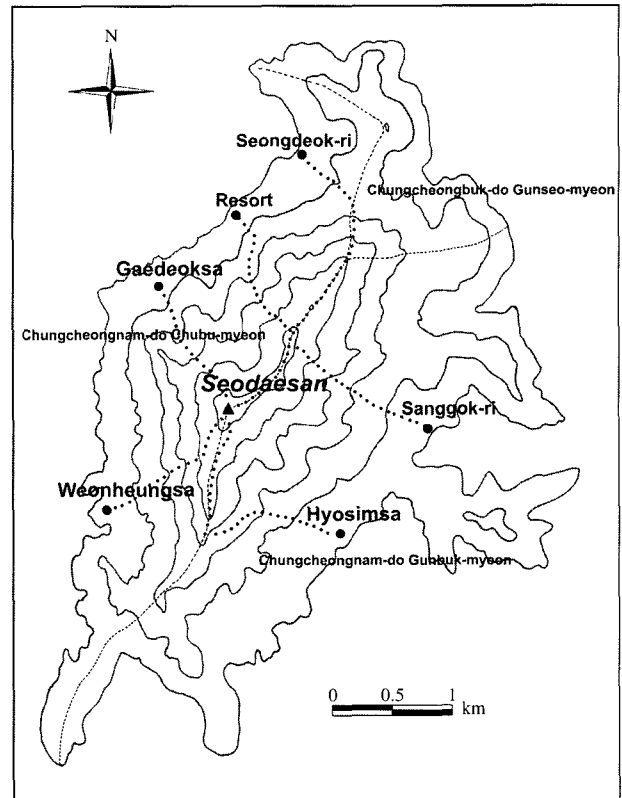 N
Seongdeok-ri
Chungcheongbuk-do Gunseo-myeon
Resort
Gaedeoksa
Chungcheongnam-do Chubu-myeon
Seodaesan
Sanggok-ri
Weonheungsa
Hyosimsa
Chungcheongnam-do Gunbuk-myeon
0 0.5 1
km